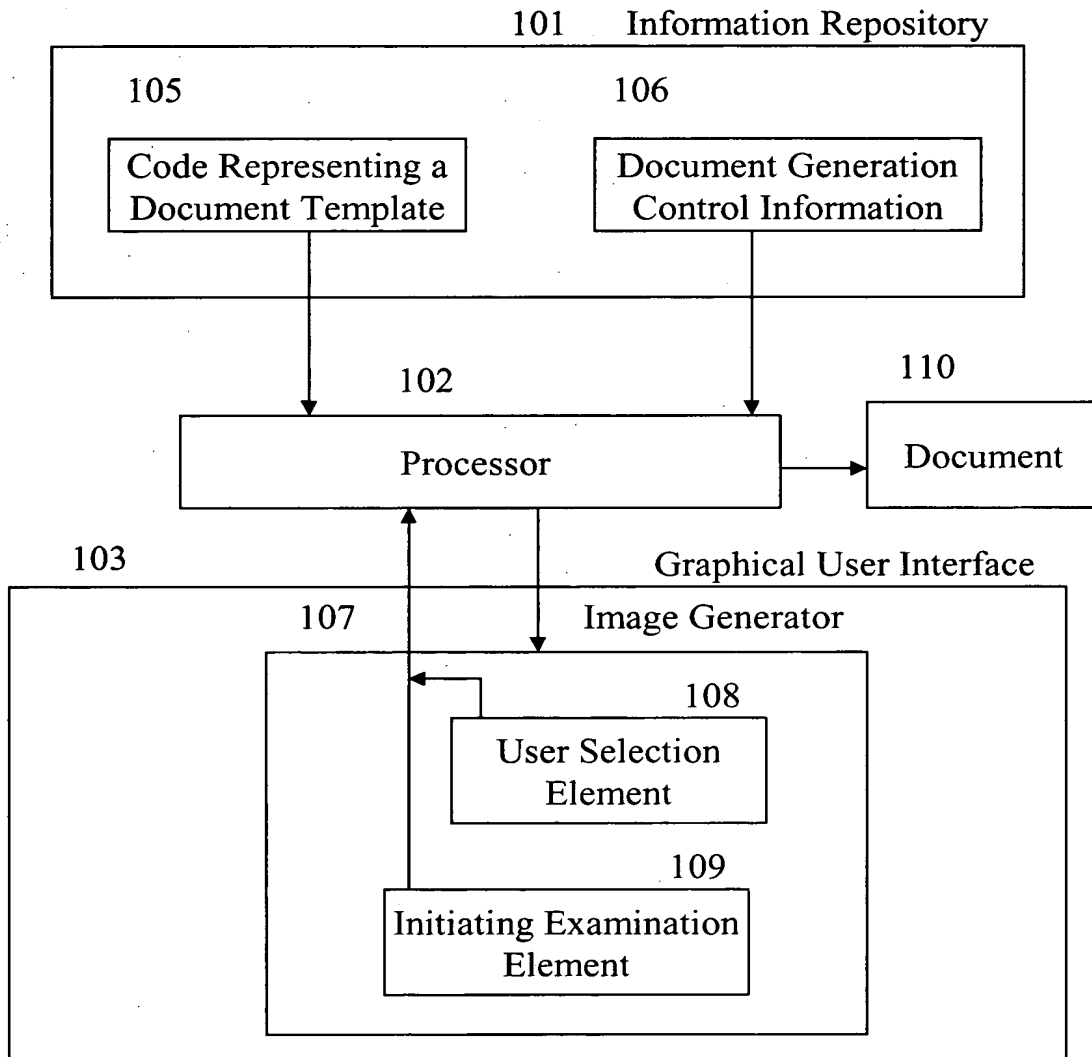 101 Information Repository
105
106
Code Representing a
Document Template
Document Generation
Control Information
102
110
Processor
Document
103
Graphical User Interface
107
Image Generator
108
User Selection
Element
109
Initiating Examination
Element